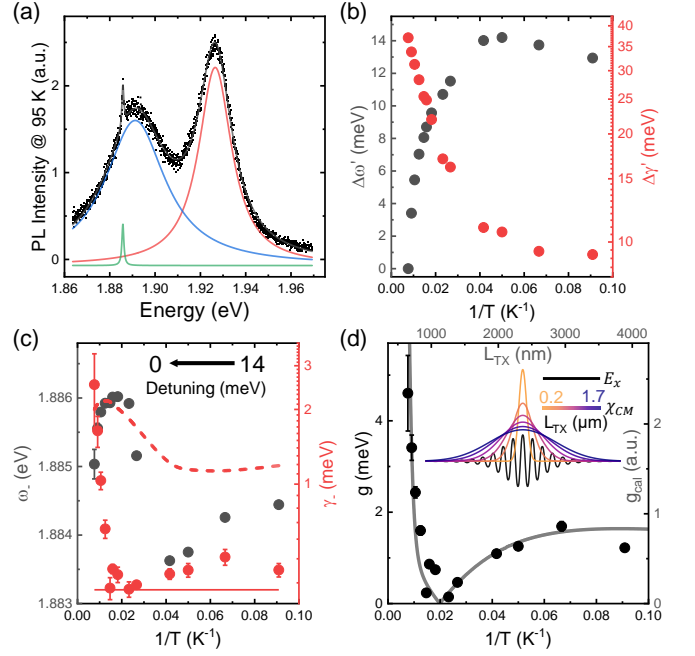 (a)
PL Intensity @ 95 K (a.u.)
2
1
0
1.86 1.88 1.90 1.92 1.94 1.96
Energy (eV)
(b)
Δω' (meV)
14
12
10
8
6
4
2
0
40
30
20
10
Δγ' (meV)
0.00 0.02 0.04 0.06 0.08 0.10
1/T (K⁻¹)
(c)
0 14
Detuning (meV)
ω₋ (eV)
1.886
1.885
1.884
1.883
3
2
1
γ₋ (meV)
0.00 0.02 0.04 0.06 0.08 0.10
1/T (K⁻¹)
(d)
1000 2000 3000 4000
L_TX (nm)
E_x
0.2 1.7 χ_CM
L_TX (μm)
g (meV)
4
2
0
2
1
0
g_cal (a.u.)
0.00 0.02 0.04 0.06 0.08 0.10
1/T (K⁻¹)